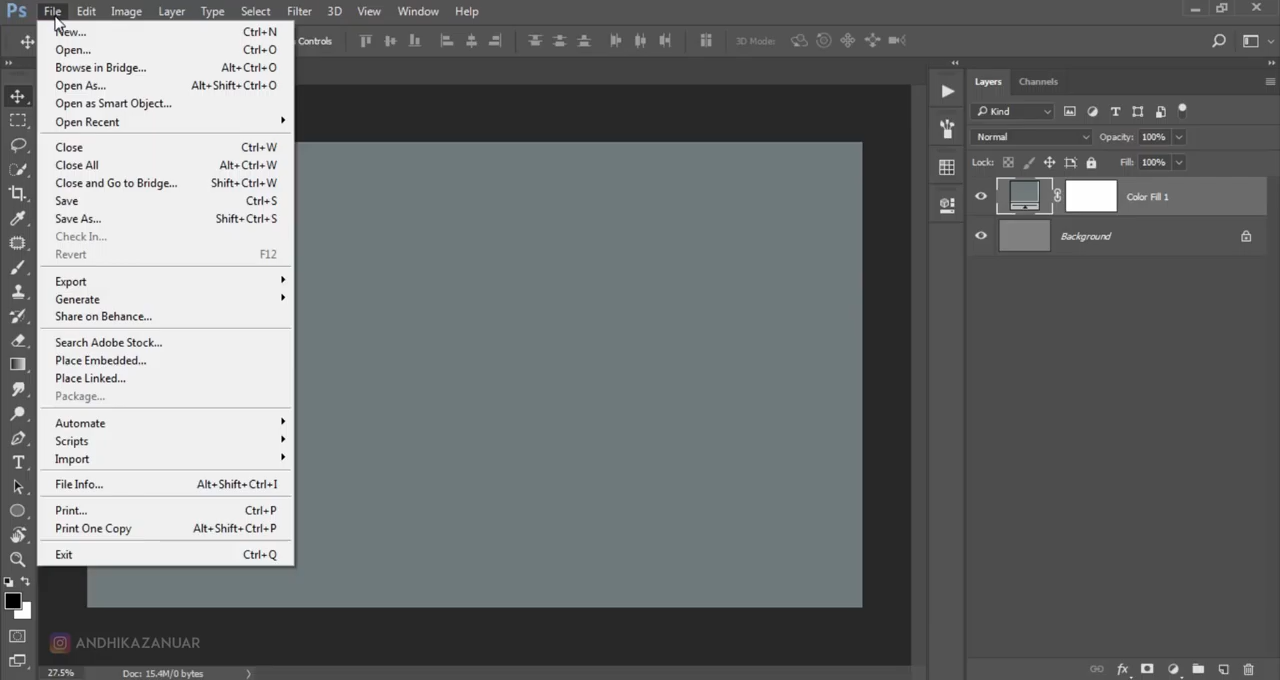 Ps File Edit Image Layer Type Select Filter 3D View Window Help
Controls 3D Mode:
New... Ctrl+N
Open... Ctrl+O
Browse in Bridge... Alt+Ctrl+O
Open As... Alt+Shift+Ctrl+O
Open as Smart Object...
Open Recent
Close Ctrl+W
Close All Alt+Ctrl+W
Close and Go to Bridge... Shift+Ctrl+W
Save Ctrl+S
Save As... Shift+Ctrl+S
Check In...
Revert F12
Export
Generate
Share on Behance...
Search Adobe Stock...
Place Embedded...
Place Linked...
Package...
Automate
Scripts
Import
File Info... Alt+Shift+Ctrl+I
Print... Ctrl+P
Print One Copy Alt+Shift+Ctrl+P
Exit Ctrl+Q
Layers Channels
Kind
Normal Opacity: 100%
Lock: Fill: 100%
Color Fill 1
Background
fx
ANDHIKAZANUAR
27.5% Doc: 15.4M/0 bytes